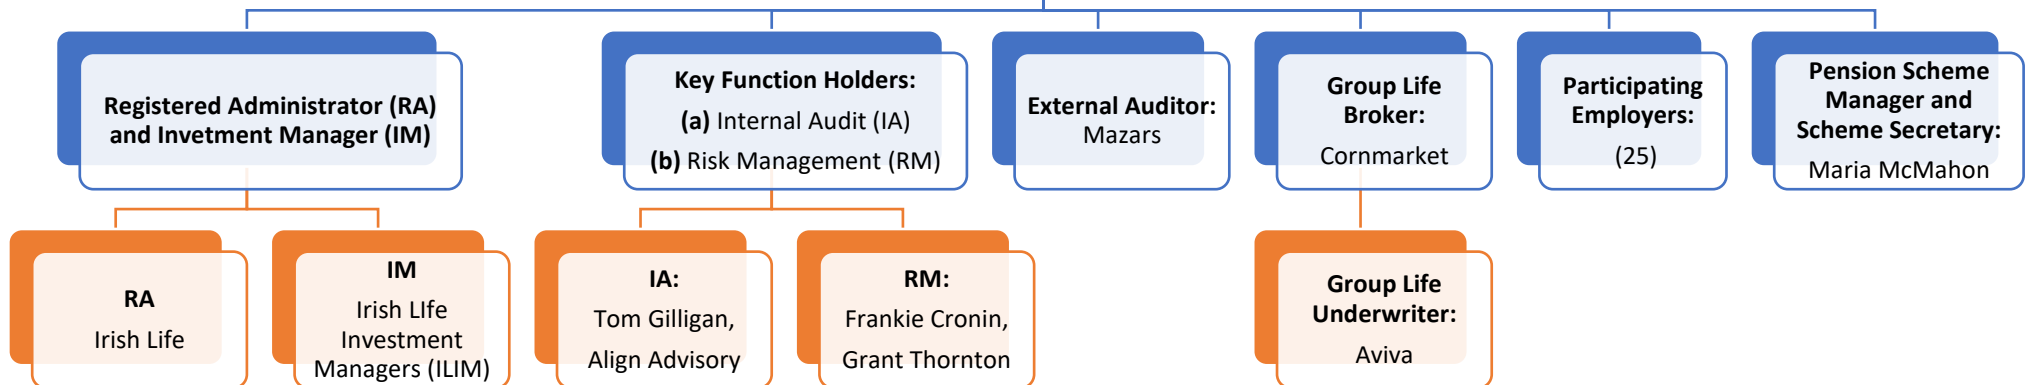 Registered Administrator (RA)
and Invetment Manager (IM)
Key Function Holders:
(a) Internal Audit (IA)
(b) Risk Management (RM)
External Auditor:
Mazars
Group Life
Broker:
Cornmarket
Participating
Employers:
(25)
Pension Scheme
Manager and
Scheme Secretary:
Maria McMahon
RA
Irish Life
IM
Irish LIfe
Investment
Managers (ILIM)
IA:
Tom Gilligan,
Align Advisory
RM:
Frankie Cronin,
Grant Thornton
Group Life
Underwriter:
Aviva